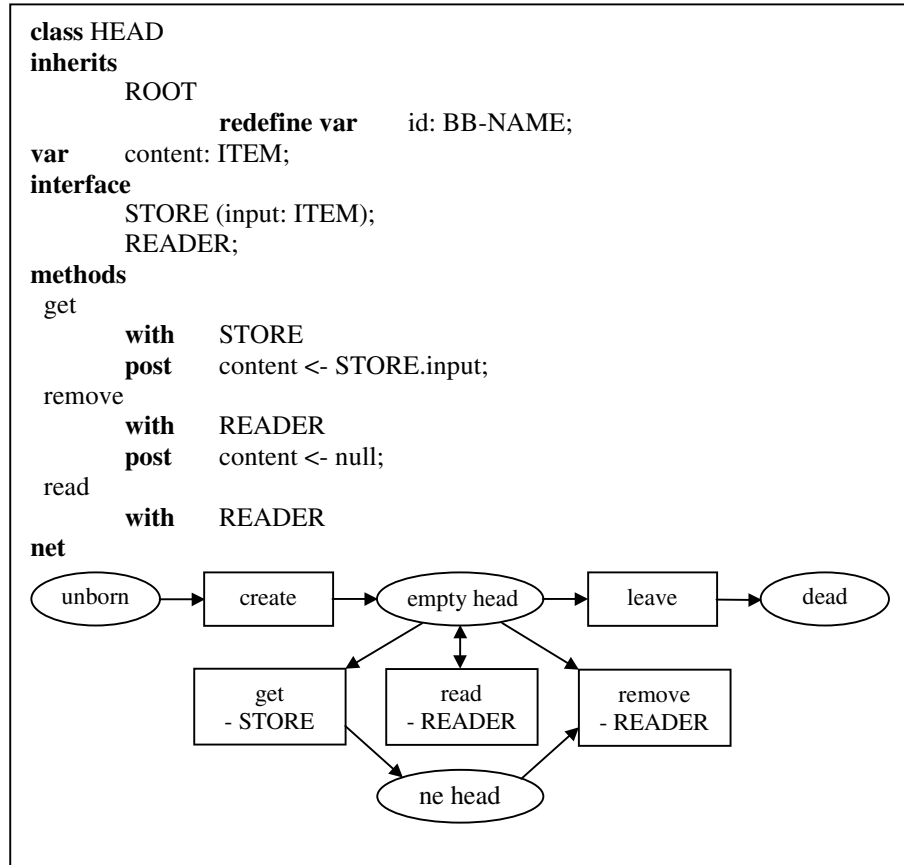 class HEAD
inherits
ROOT
redefine var id: BB-NAME;
var content: ITEM;
interface
STORE (input: ITEM);
READER;
methods
get
with STORE
post content <- STORE.input;
remove
with READER
post content <- null;
read
with READER
net
unborn create empty head leave dead
get read remove
- STORE - READER - READER
ne head